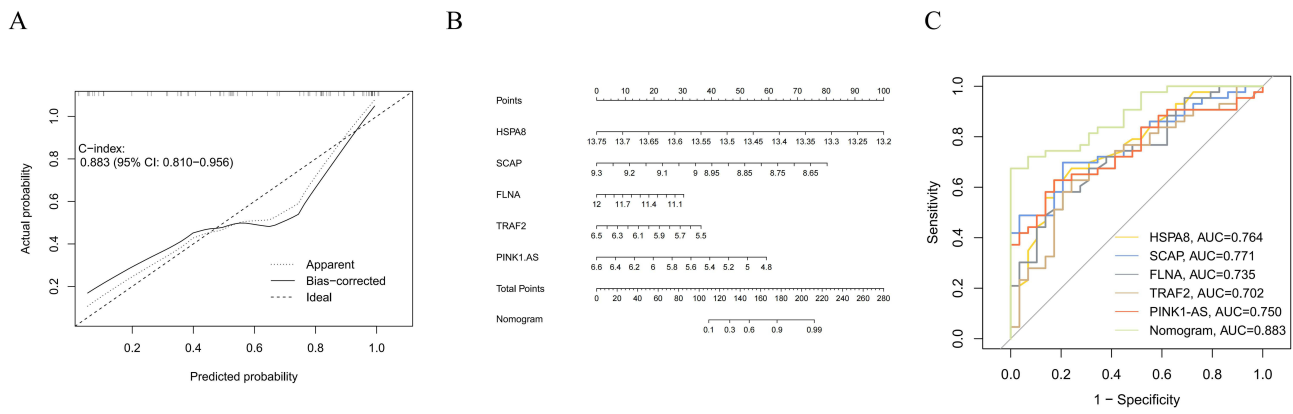 A
B
C
C-index:
0.883 (95% CI: 0.810−0.956)
Actual probability
0.2 0.4 0.6 0.8 1.0
Apparent
Bias−corrected
Ideal
0.2 0.4 0.6 0.8 1.0
Predicted probability
Points
0 10 20 30 40 50 60 70 80 90 100
HSPA8
13.75 13.7 13.65 13.6 13.55 13.5 13.45 13.4 13.35 13.3 13.25 13.2
SCAP
9.3 9.2 9.1 9 8.95 8.85 8.75 8.65
FLNA
12 11.7 11.4 11.1
TRAF2
6.5 6.3 6.1 5.9 5.7 5.5
PINK1.AS
6.6 6.4 6.2 6 5.8 5.6 5.4 5.2 5 4.8
Total Points
0 20 40 60 80 100 120 140 160 180 200 220 240 260 280
Nomogram
0.1 0.3 0.6 0.9 0.99
Sensitivity
0.0 0.2 0.4 0.6 0.8 1.0
HSPA8, AUC=0.764
SCAP, AUC=0.771
FLNA, AUC=0.735
TRAF2, AUC=0.702
PINK1-AS, AUC=0.750
Nomogram, AUC=0.883
0.0 0.2 0.4 0.6 0.8 1.0
1 − Specificity